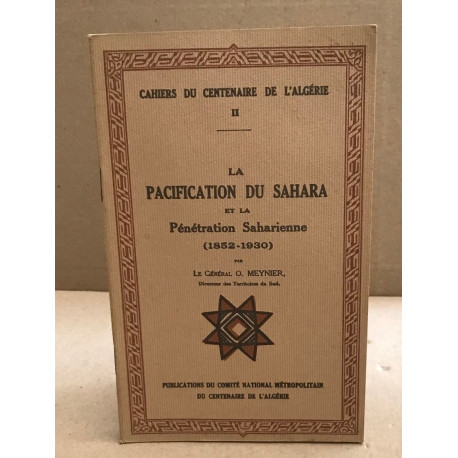 CAHIERS DU CENTENAIRE DE L'ALGÉRIE
II
LA
PACIFICATION DU SAHARA
ET LA
Pénétration Saharienne
(1852-1930)
PAR
LE GÉNÉRAL O. MEYNIER,
Directeur des Territoires du Sud.
PUBLICATIONS DU COMITÉ NATIONAL MÉTROPOLITAIN
DU CENTENAIRE DE L'ALGÉRIE